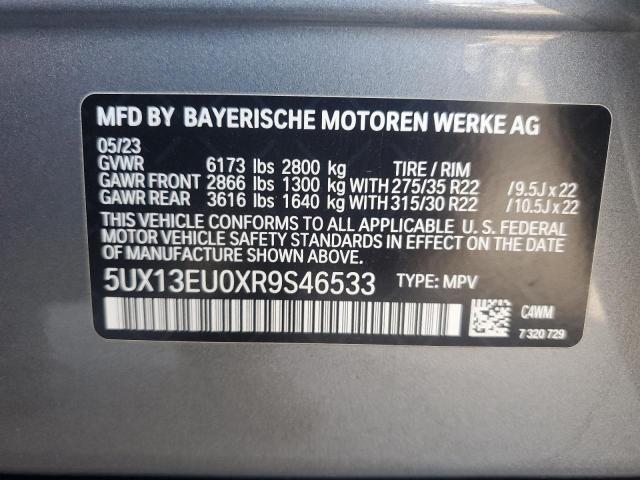 MFD BY BAYERISCHE MOTOREN WERKE AG
05/23
GVWR 6173 lbs 2800 kg TIRE / RIM
GAWR FRONT 2866 lbs 1300 kg WITH 275/35 R22 /9.5J x 22
GAWR REAR 3616 lbs 1640 kg WITH 315/30 R22 /10.5J x 22
THIS VEHICLE CONFORMS TO ALL APPLICABLE U. S. FEDERAL
MOTOR VEHICLE SAFETY STANDARDS IN EFFECT ON THE DATE
OF MANUFACTURE SHOWN ABOVE.
5UX13EU0XR9S46533 TYPE: MPV
C4WM
7 320 729